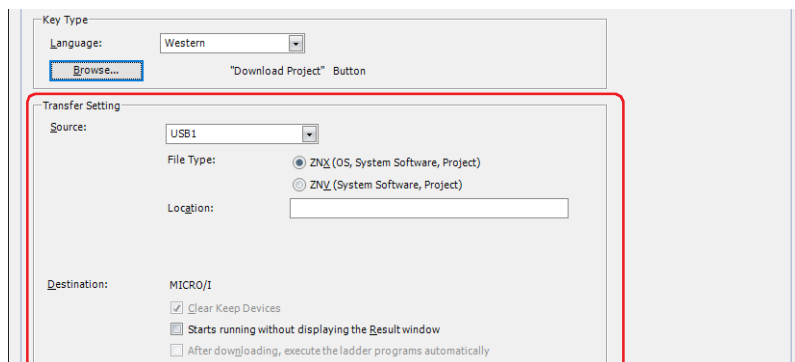 Key Type
Language: Western
Browse... "Download Project" Button
Transfer Setting
Source: USB1
File Type: ZNX (OS, System Software, Project)
ZNV (System Software, Project)
Location:
Destination: MICRO/I
Clear Keep Devices
Starts running without displaying the Result window
After downloading, execute the ladder programs automatically